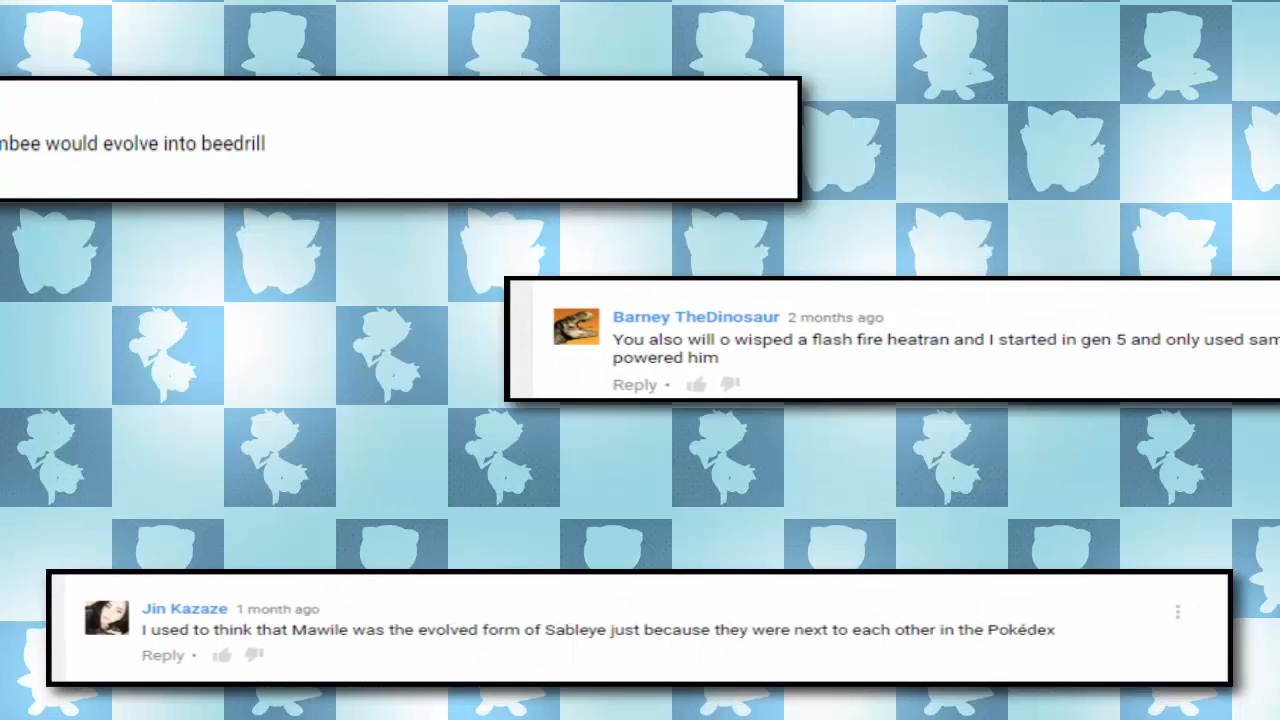 would evolve into beedrill
Barney TheDinosaur 2 months ago
You also will o wisped a flash fire heatran and I started in gen 5 and only used
powered him
Reply •
Jin Kazaze 1 month ago
I used to think that Mawile was the evolved form of Sableye just because they were next to each other in the Pokédex
Reply •